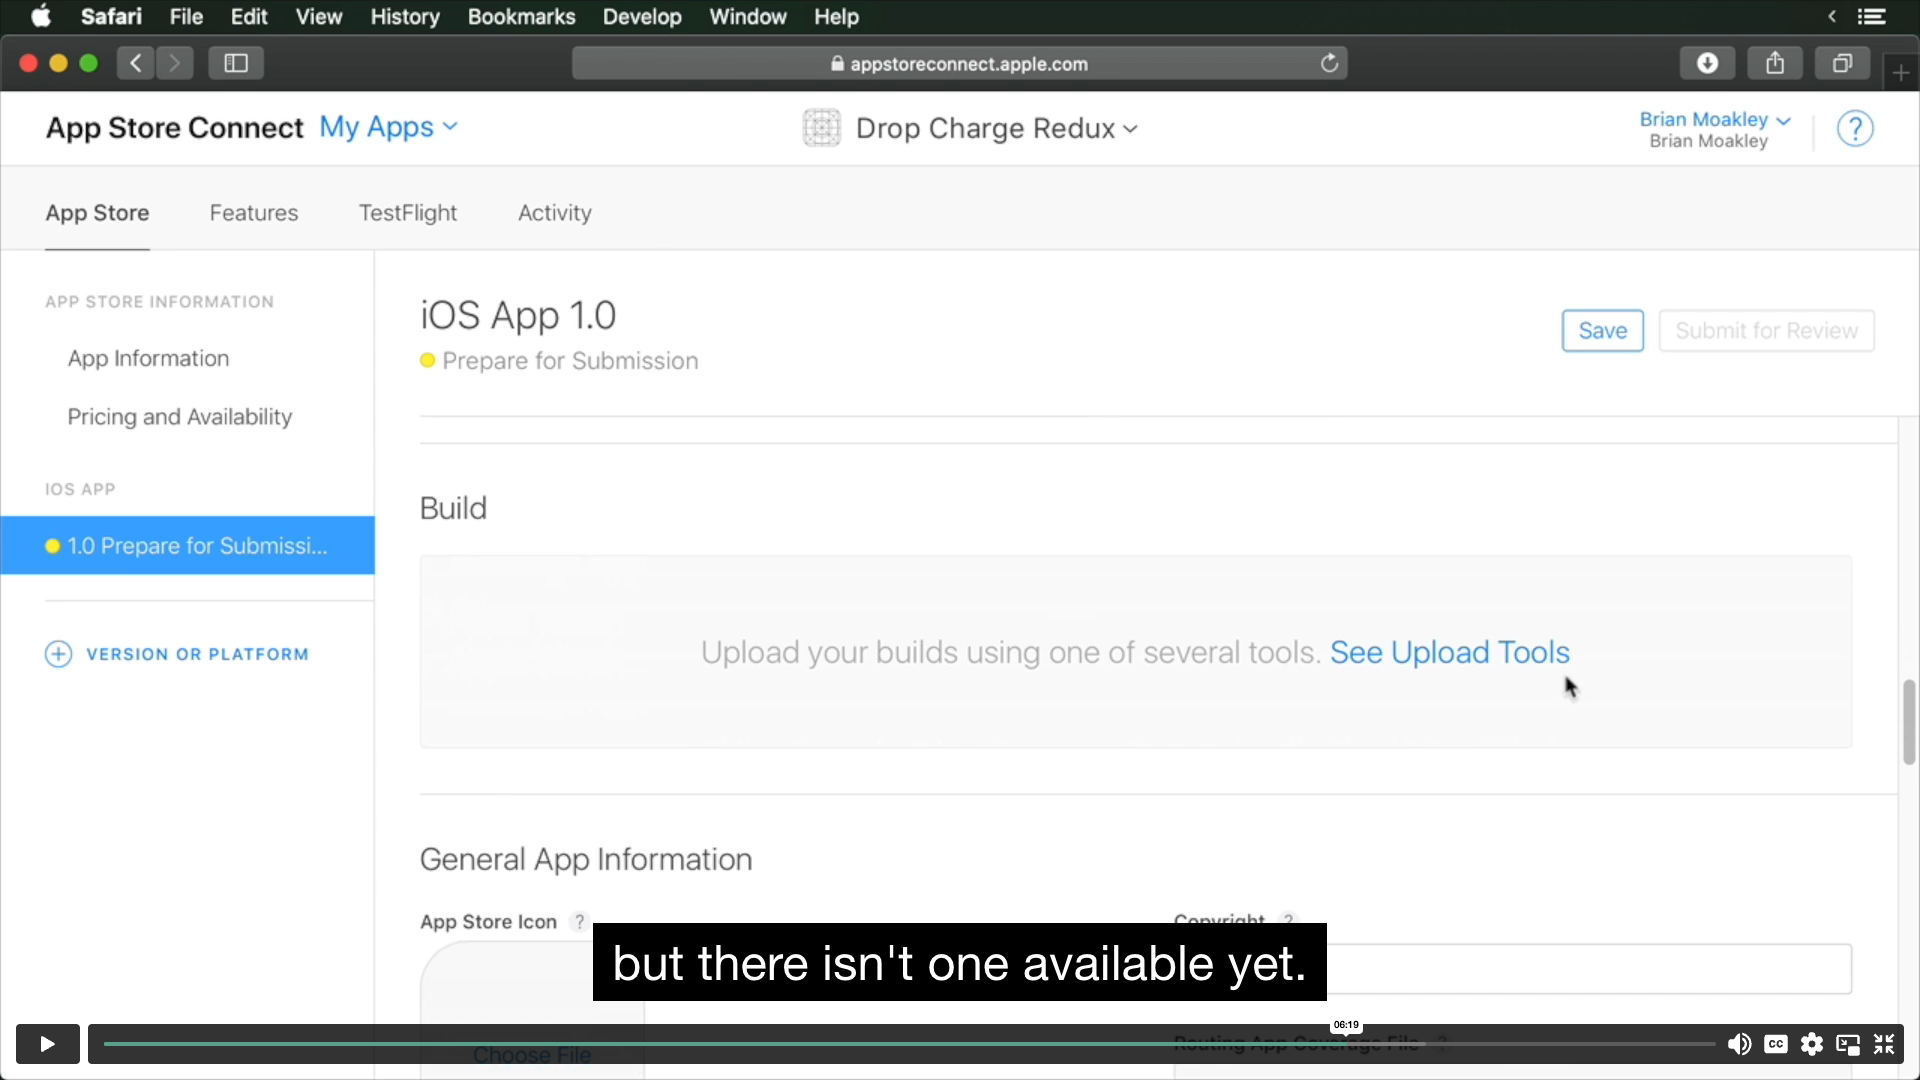 Safari File Edit View History Bookmarks Develop Window Help
appstoreconnect.apple.com
App Store Connect My Apps
Drop Charge Redux
Brian Moakley
Brian Moakley
?
App Store Features TestFlight Activity
APP STORE INFORMATION
App Information
Pricing and Availability
IOS APP
1.0 Prepare for Submissi...
VERSION OR PLATFORM
iOS App 1.0
Prepare for Submission
Save
Submit for Review
Build
Upload your builds using one of several tools. See Upload Tools
General App Information
App Store Icon ?
Copyright ?
but there isn't one available yet.
06:19
Choose File
Routing App Coverage File ?
CC